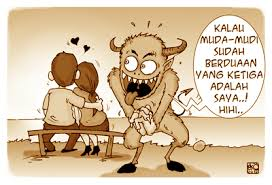 KALAU
MUDA-MUDI
SUDAH
BERDUAAN
YANG KETIGA
ADALAH
SAYA..!
HIHI..